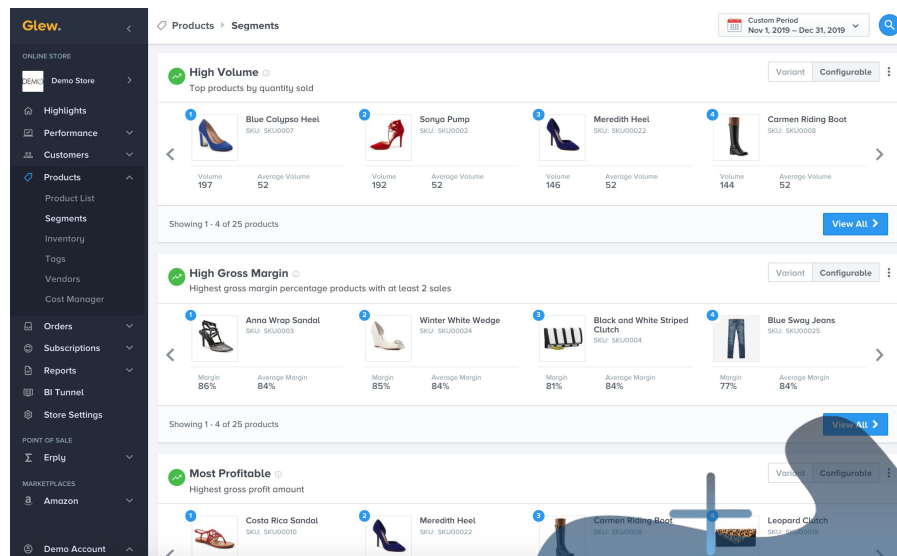 Glew.
Products
Segments
Custom Period
Nov 1, 2019 – Dec 31, 2019
ONLINE STORE
DEMO
Demo Store
Highlights
Performance
Customers
Products
Product List
Segments
Inventory
Tags
Vendors
Cost Manager
Orders
Subscriptions
Reports
BI Tunnel
Store Settings
POINT OF SALE
Erply
MARKETPLACES
Amazon
Demo Account
High Volume
Top products by quantity sold
Variant
Configurable
1
Blue Calypso Heel
SKU: SKU0007
Volume
197
Average Volume
52
2
Sonya Pump
SKU: SKU0002
Volume
192
Average Volume
52
3
Meredith Heel
SKU: SKU00022
Volume
146
Average Volume
52
4
Carmen Riding Boot
SKU: SKU0008
Volume
144
Average Volume
52
Showing 1 - 4 of 25 products
View All
High Gross Margin
Highest gross margin percentage products with at least 2 sales
Variant
Configurable
1
Anna Wrap Sandal
SKU: SKU0003
Margin
86%
Average Margin
84%
2
Winter White Wedge
SKU: SKU00024
Margin
85%
Average Margin
84%
3
Black and White Striped
Clutch
SKU: SKU0004
Margin
81%
Average Margin
84%
4
Blue Sway Jeans
SKU: SKU00025
Margin
77%
Average Margin
84%
Showing 1 - 4 of 25 products
View All
Most Profitable
Highest gross profit amount
Variant
Configurable
1
Costa Rica Sandal
SKU: SKU00010
2
Meredith Heel
SKU: SKU00022
3
Carmen Riding Boot
SKU: SKU0008
4
Leopard Clutch